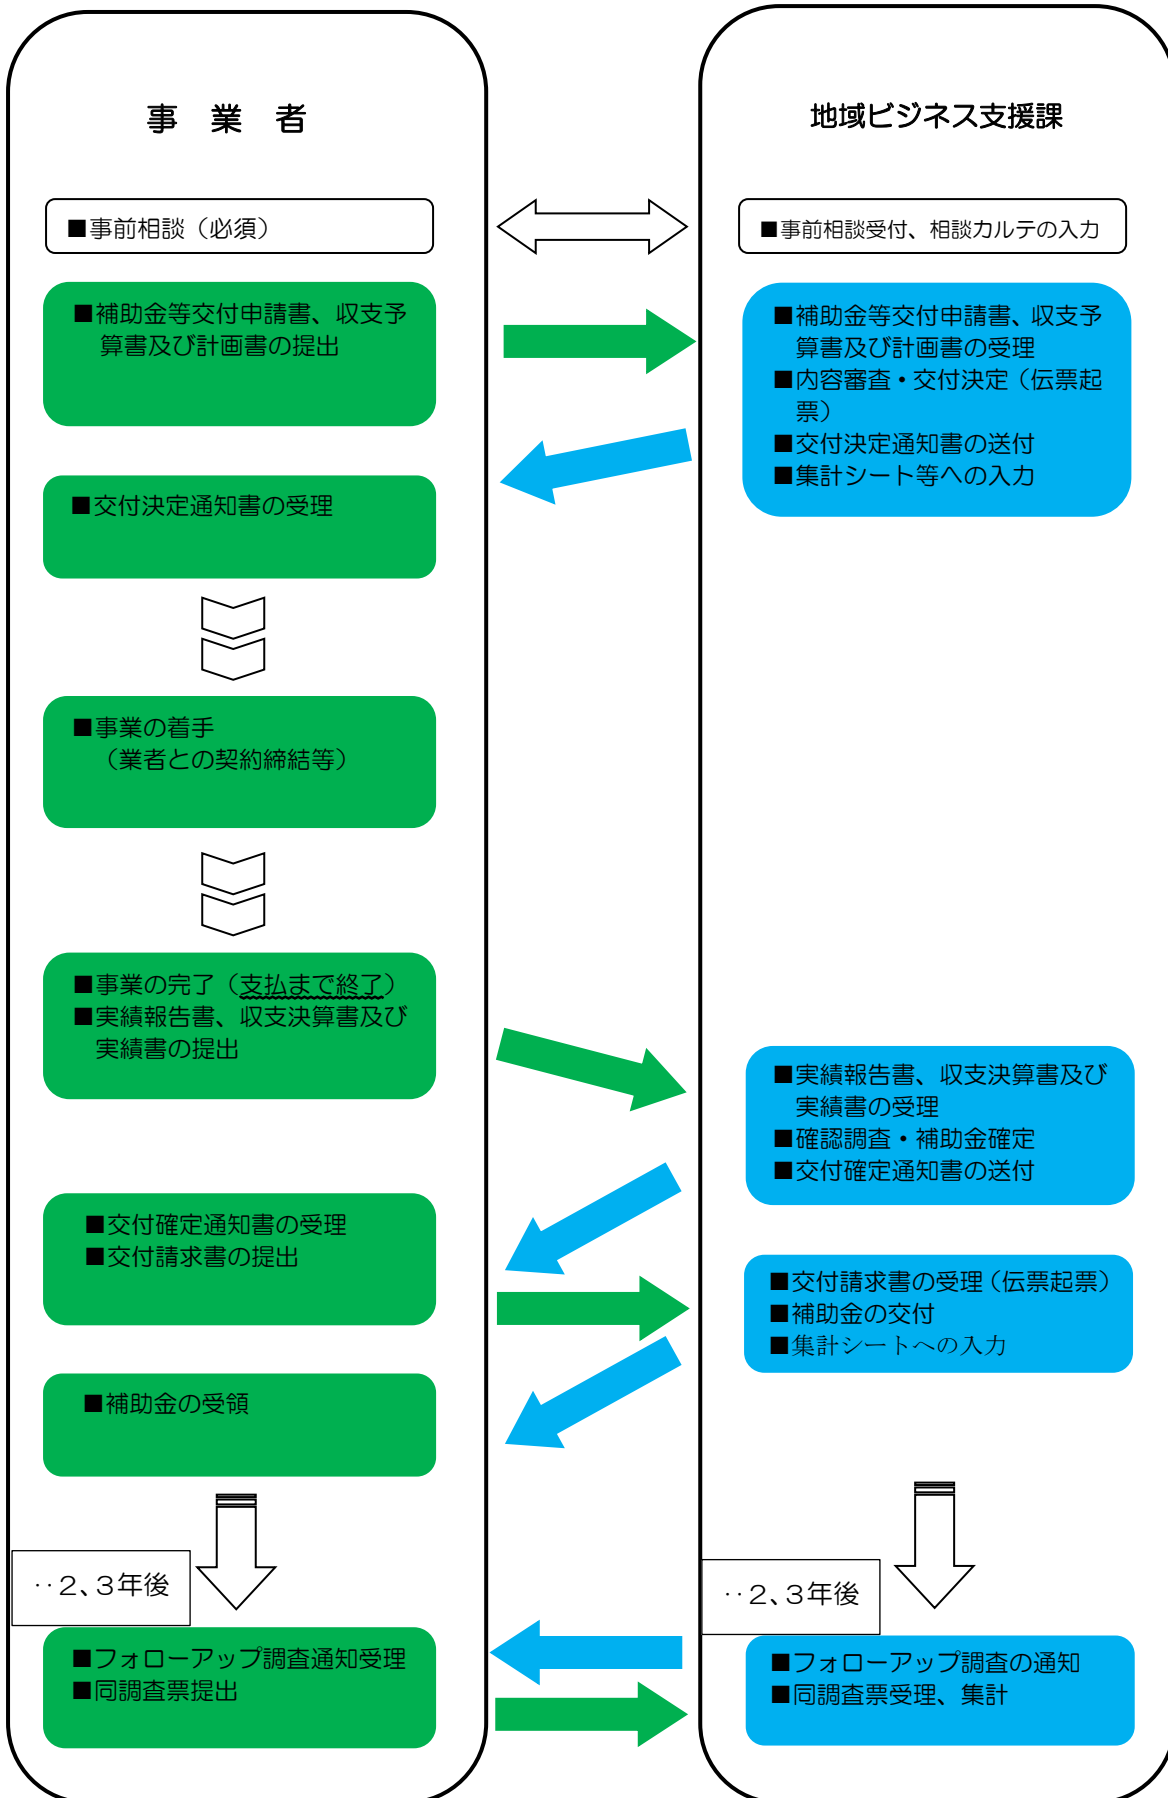 事　業　者
地域ビジネス支援課
■事前相談（必須）
■事前相談受付、相談カルテの入力
■補助金等交付申請書、収支予
算書及び計画書の提出
■補助金等交付申請書、収支予
算書及び計画書の受理
■内容審査・交付決定（伝票起
票）
■交付決定通知書の送付
■集計シート等への入力
■交付決定通知書の受理
■事業の着手
（業者との契約締結等）
■事業の完了（支払まで終了）
■実績報告書、収支決算書及び
実績書の提出
■実績報告書、収支決算書及び
実績書の受理
■確認調査・補助金確定
■交付確定通知書の送付
■交付確定通知書の受理
■交付請求書の提出
■交付請求書の受理（伝票起票）
■補助金の交付
■集計シートへの入力
■補助金の受領
‥２、３年後
‥２、３年後
■フォローアップ調査通知受理
■同調査票提出
■フォローアップ調査の通知
■同調査票受理、集計